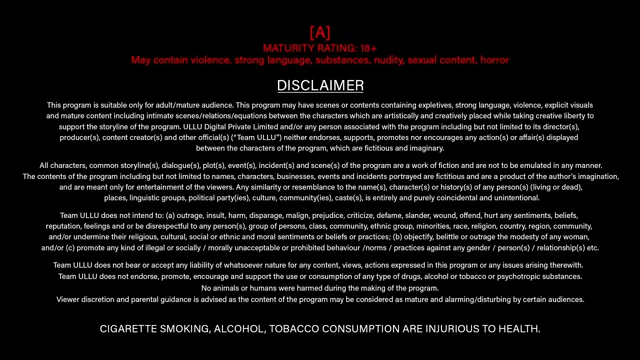 [A]
MATURITY RATING: 18+
May contain violence, strong language, substances, nudity, sexual content, horror
DISCLAIMER
This program is suitable only for adult/mature audience. This program may have scenes or contents containing expletives, strong language, violence, explicit visuals
and mature content including intimate scenes/relations/equations between the characters which are artistically and creatively placed while taking creative liberty to
support the storyline of the program. ULLU Digital Private Limited and/or any person associated with the program including but not limited to its director(s),
producer(s), content creator(s) and other official(s) ("Team ULLU") neither endorses, supports, promotes nor encourages any action(s) or affair(s) displayed
between the characters of the program, which are fictitious and imaginary.
All characters, common storyline(s), dialogue(s), plot(s), event(s), incident(s) and scene(s) of the program are a work of fiction and are not to be emulated in any manner.
The contents of the program including but not limited to names, characters, businesses, events and incidents portrayed are fictitious and are a product of the author's imagination,
and are meant only for entertainment of the viewers. Any similarity or resemblance to the name(s), character(s) or history(s) of any person(s) (living or dead),
places, linguistic groups, political party(ies), culture, community(ies), caste(s), is entirely and purely coincidental and unintentional.
Team ULLU does not intend to: (a) outrage, insult, harm, disparage, malign, prejudice, criticize, defame, slander, wound, offend, hurt any sentiments, beliefs,
reputation, feelings and or be disrespectful to any person(s), group of persons, class, community, ethnic group, minorities, race, religion, country, region, community,
and/or undermine their religious, cultural, social or ethnic and moral sentiments or beliefs or practices; (b) objectify, belittle or outrage the modesty of any woman,
and/or (c) promote any kind of illegal or socially / morally unacceptable or prohibited behaviour /norms / practices against any gender / person(s) / relationship(s) etc.
Team ULLU does not bear or accept any liability of whatsoever nature for any content, views, actions expressed in this program or any issues arising therewith.
Team ULLU does not endorse, promote, encourage and support the use or consumption of any type of drugs, alcohol or tobacco or psychotropic substances.
No animals or humans were harmed during the making of the program.
Viewer discretion and parental guidance is advised as the content of the program may be considered as mature and alarming/disturbing by certain audiences.
CIGARETTE SMOKING, ALCOHOL, TOBACCO CONSUMPTION ARE INJURIOUS TO HEALTH.